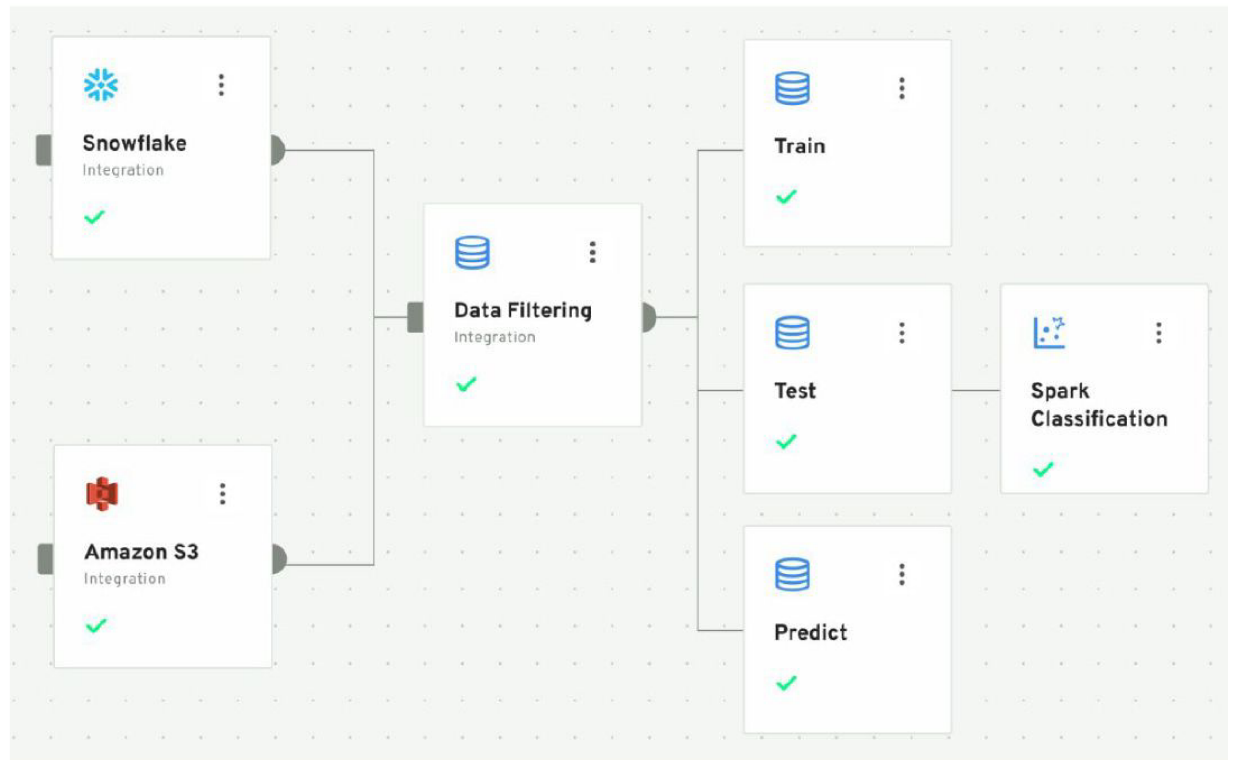 Snowflake
Integration
Amazon S3
Integration
Data Filtering
Integration
Train
Test
Predict
Spark
Classification